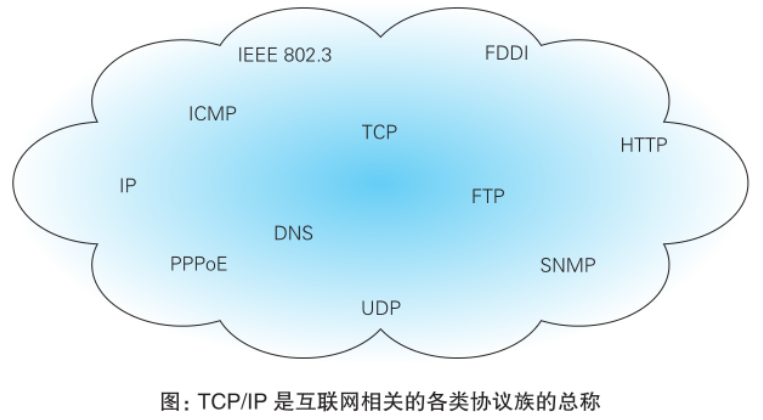 IEEE 802.3
FDDI
ICMP
TCP
HTTP
IP
FTP
DNS
PPPoE
SNMP
UDP
图：TCP/IP 是互联网相关的各类协议族的总称